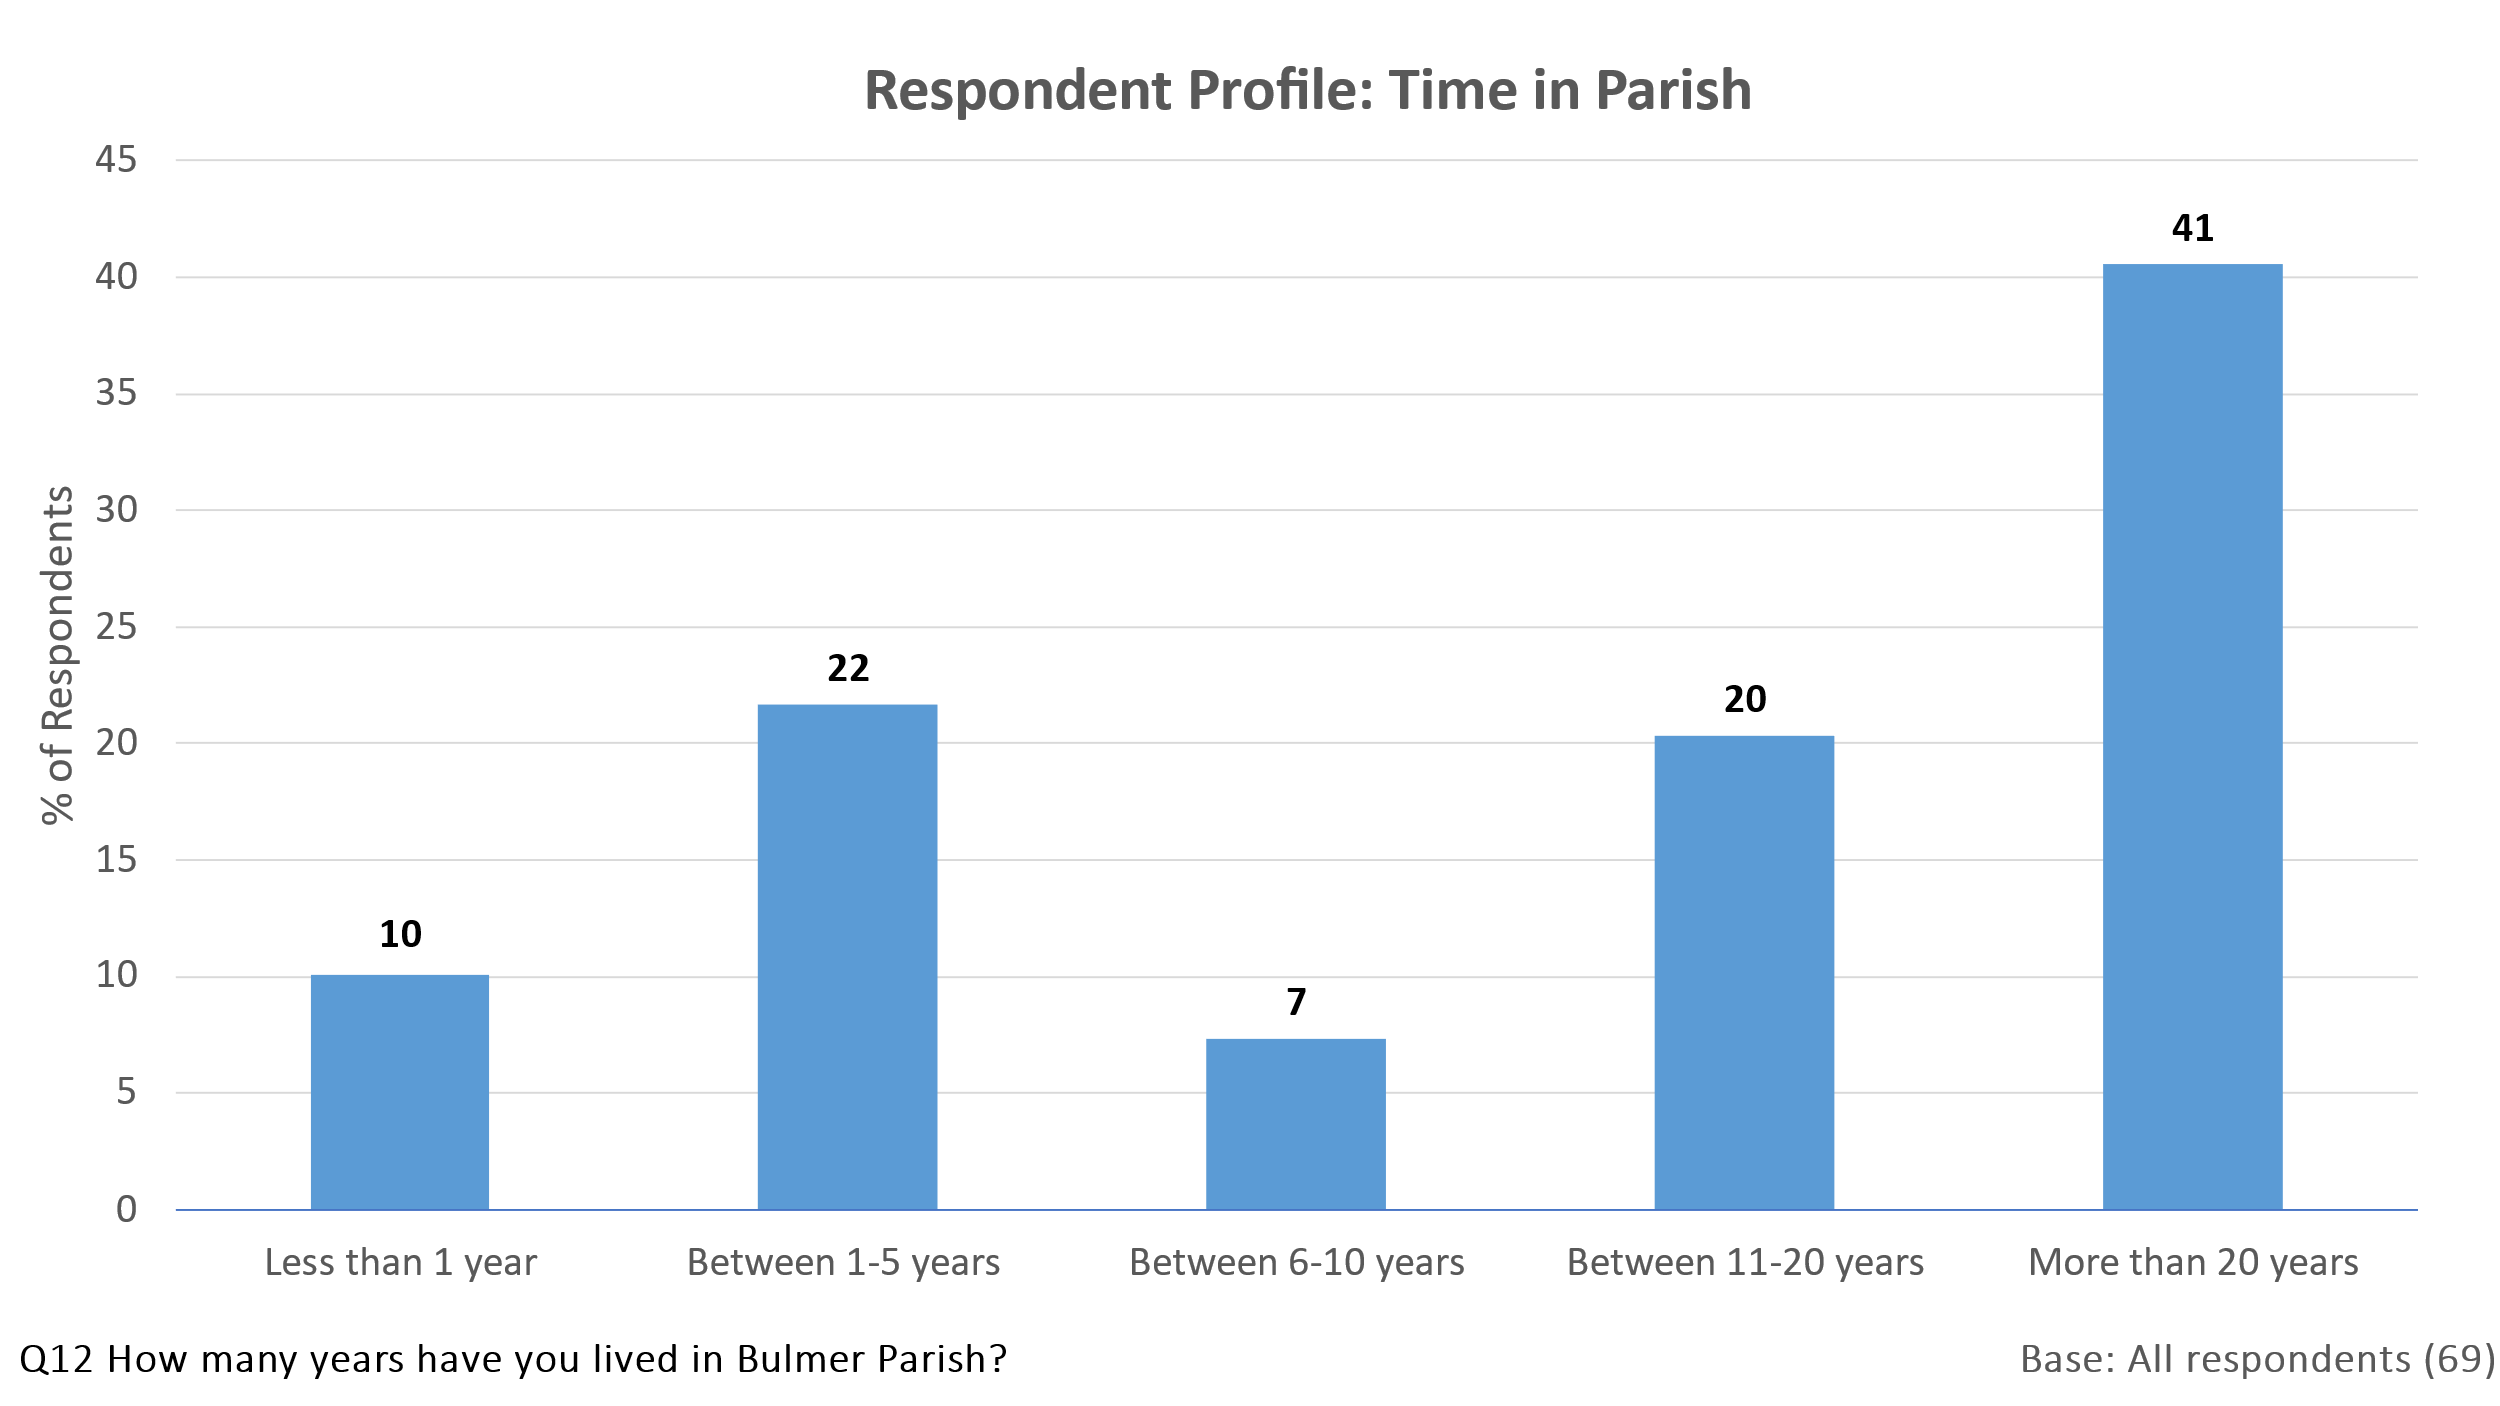 Respondent Profile: Time in Parish
% of Respondents
45
40
35
30
25
20
15
10
5
0
10
22
7
20
41
Less than 1 year
Between 1-5 years
Between 6-10 years
Between 11-20 years
More than 20 years
Q12 How many years have you lived in Bulmer Parish?
Base: All respondents (69)